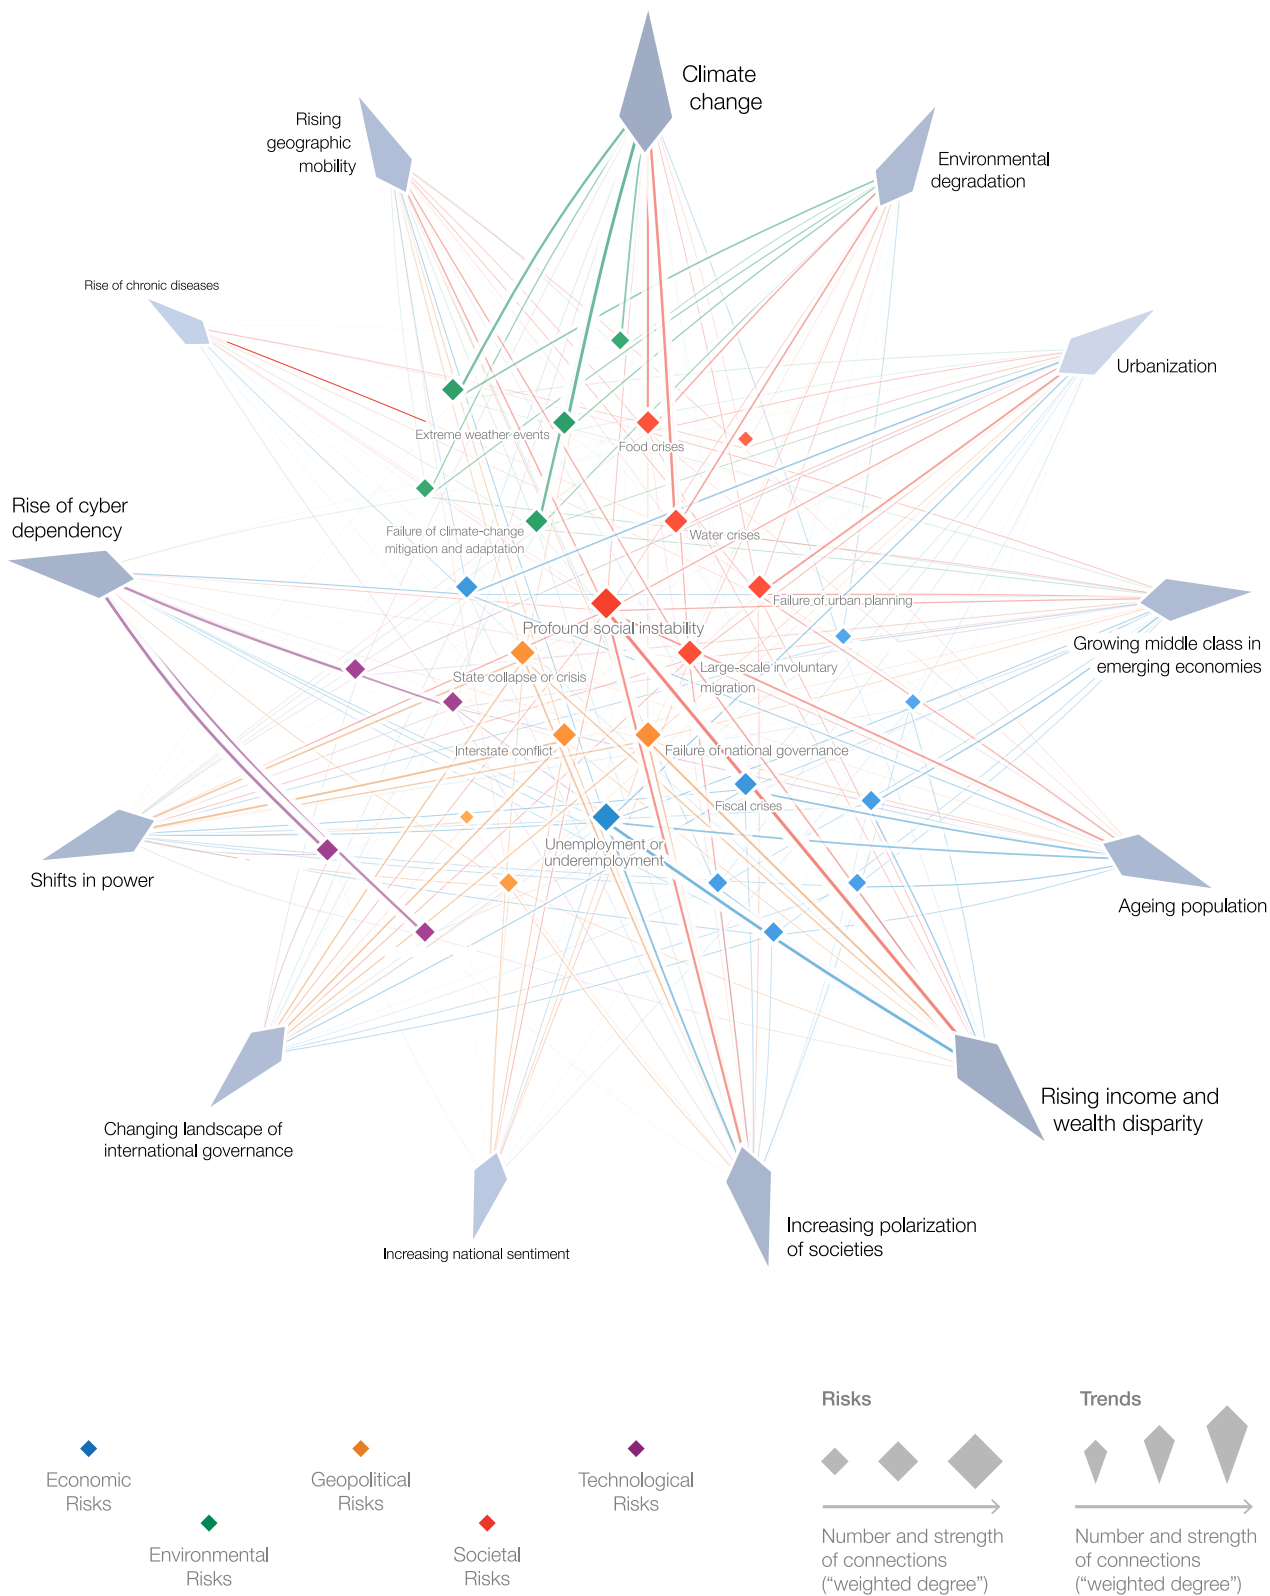 Climate
change
Rising
geographic
mobility
Environmental
degradation
Rise of chronic diseases
Urbanization
Extreme weather events
Food crises
Rise of cyber
dependency
Failure of climate-change
mitigation and adaptation
Water crises
Failure of urban planning
Profound social instability
Growing middle class in
emerging economies
State collapse or crisis
Large-scale involuntary
migration
Interstate conflict
Failure of national governance
Fiscal crises
Unemployment or
underemployment
Shifts in power
Ageing population
Rising income and
wealth disparity
Changing landscape of
international governance
Increasing polarization
of societies
Increasing national sentiment
Risks
Trends
Economic
Risks
Geopolitical
Risks
Technological
Risks
Environmental
Risks
Societal
Risks
Number and strength
of connections
("weighted degree")
Number and strength
of connections
("weighted degree")